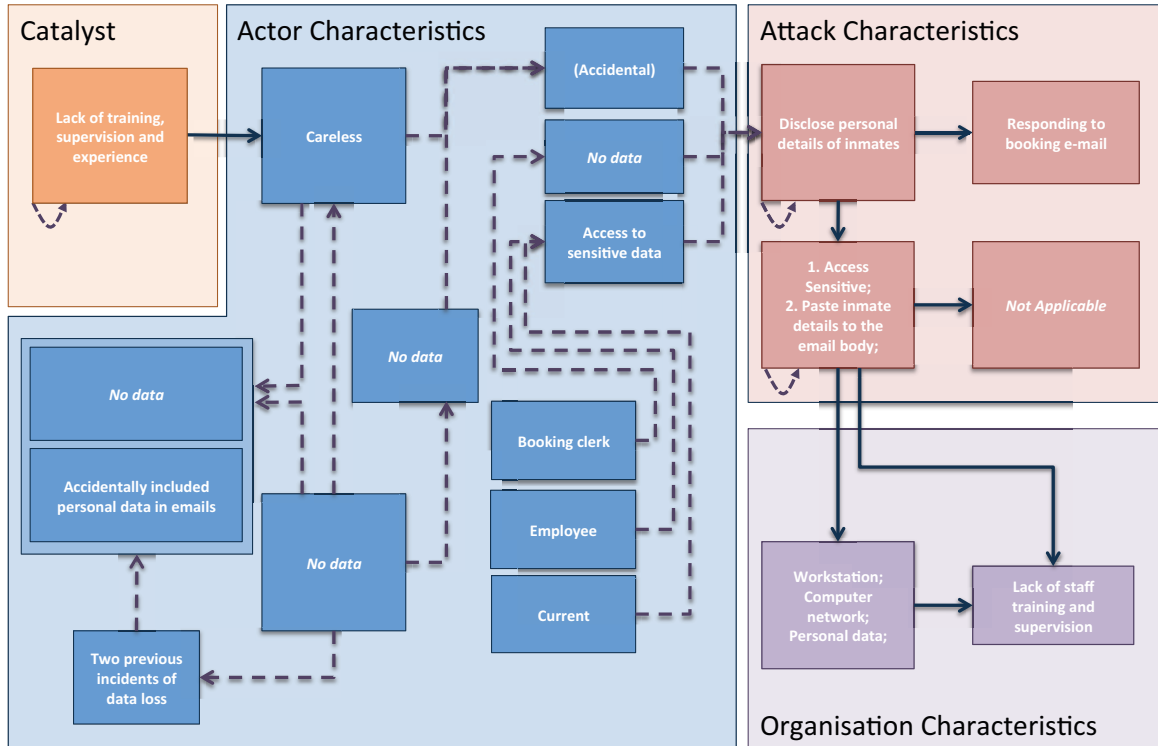 Catalyst
Lack of training,
supervision and
experience
Actor Characteristics
Careless
(Accidental)
No data
Access to
sensitive data
No data
No data
Accidentally included
personal data in emails
Two previous
incidents of
data loss
No data
Booking clerk
Employee
Current
Attack Characteristics
Disclose personal
details of inmates
Responding to
booking e-mail
1. Access
Sensitive;
2. Paste inmate
details to the
email body;
Not Applicable
Workstation;
Computer
network;
Personal data;
Lack of staff
training and
supervision
Organisation Characteristics